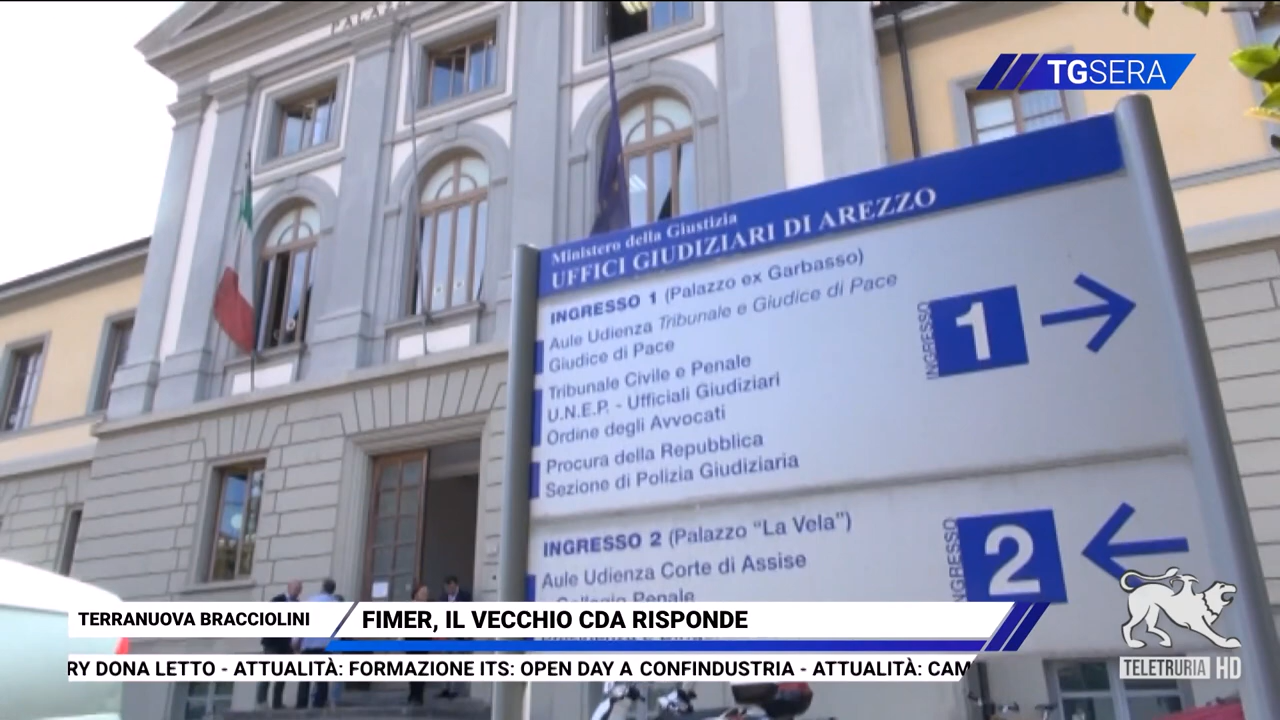 PALAZZO
TGSERA
Ministero della Giustizia
UFFICI GIUDIZIARI DI AREZZO
INGRESSO 1 (Palazzo ex Garbasso)
Aule Udienza Tribunale e Giudice di Pace
Giudice di Pace
Tribunale Civile e Penale
U.N.E.P. - Ufficiali Giudiziari
Ordine degli Avvocati
Procura della Repubblica
Sezione di Polizia Giudiziaria
INGRESSO
1
INGRESSO 2 (Palazzo "La Vela")
Aule Udienza Corte di Assise
Collegio Penale
INGRESSO
2
TERRANUOVA BRACCIOLINI
FIMER, IL VECCHIO CDA RISPONDE
RY DONA LETTO - ATTUALITÀ: FORMAZIONE ITS: OPEN DAY A CONFINDUSTRIA - ATTUALITÀ: CAM
TELETRURIA HD